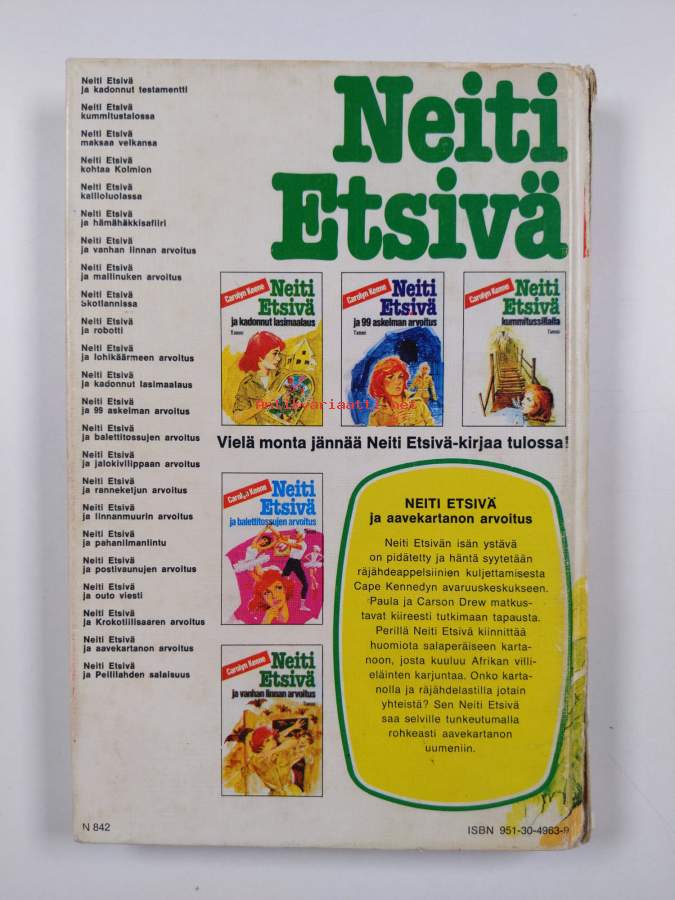 Neiti Etsivä
ja kadonnut testamentti
Neiti Etsivä
kummitustalossa
Neiti Etsivä
maksaa velkansa
Neiti Etsivä
kohtaa Kolmion
Neiti Etsivä
kallioluolassa
Neiti Etsivä
ja hämähäkkisafiiri
Neiti Etsivä
ja vanhan linnan arvoitus
Neiti Etsivä
ja mallinuken arvoitus
Neiti Etsivä
Skotlannissa
Neiti Etsivä
ja robotti
Neiti Etsivä
ja lohikäärmeen arvoitus
Neiti Etsivä
ja kadonnut lasimaalaus
Neiti Etsivä
ja 99 askelman arvoitus
Neiti Etsivä
ja balettitossujen arvoitus
Neiti Etsivä
ja jalokivilippaan arvoitus
Neiti Etsivä
ja ranneketjun arvoitus
Neiti Etsivä
ja linnanmuurin arvoitus
Neiti Etsivä
ja pahanilmanlintu
Neiti Etsivä
ja postivaunujen arvoitus
Neiti Etsivä
ja outo viesti
Neiti Etsivä
ja Krokotiilisaaren arvoitus
Neiti Etsivä
ja aavekartanon arvoitus
Neiti Etsivä
ja Peililahden salaisuus
Neiti
Etsivä
Carolyn Keene
Neiti
Etsivä
ja kadonnut lasimaalaus
Tammi
Carolyn Keene
Neiti
Etsivä
ja 99 askelman arvoitus
Tammi
Carolyn Keene
Neiti
Etsivä
kummitussillalla
Tammi
Antikvariaatti.net
Vielä monta jännää Neiti Etsivä-kirjaa tulossa!
Carolyn Keene
Neiti
Etsivä
ja balettitossujen arvoitus
Tammi
Carolyn Keene
Neiti
Etsivä
ja vanhan linnan arvoitus
Tammi
NEITI ETSIVÄ
ja aavekartanon arvoitus
Neiti Etsivän isän ystävä
on pidätetty ja häntä syytetään
räjähdeappelsiinien kuljettamisesta
Cape Kennedyn avaruuskeskukseen.
Paula ja Carson Drew matkus-
tavat kiireesti tutkimaan tapausta.
Perillä Neiti Etsivä kiinnittää
huomiota salaperäiseen karta-
noon, josta kuuluu Afrikan villi-
eläinten karjuntaa. Onko karta-
nolla ja räjähdelastilla jotain
yhteistä? Sen Neiti Etsivä
saa selville tunkeutumalla
rohkeasti aavekartanon
uumeniin.
N 842
ISBN 951-30-4963-9